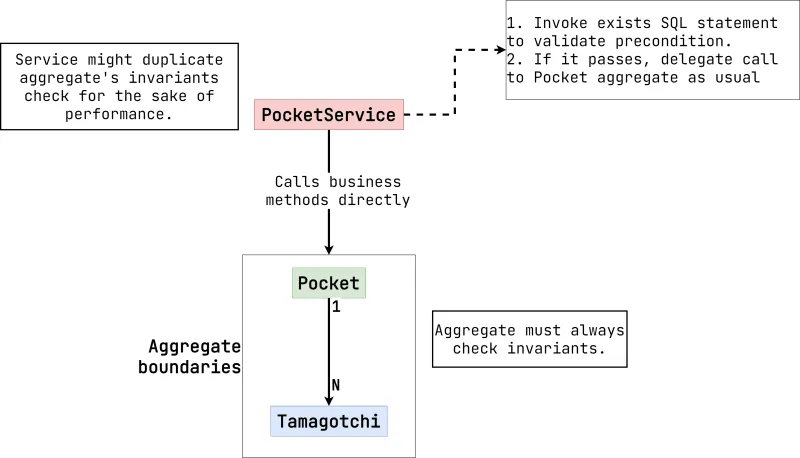 1. Invoke exists SQL statement
to validate precondition.
2. If it passes, delegate call
to Pocket aggregate as usual
Service might duplicate
aggregate's invariants
check for the sake of
performance.
PocketService
Calls business
methods directly
Pocket
1
Aggregate must always
check invariants.
Aggregate
boundaries
N
Tamagotchi